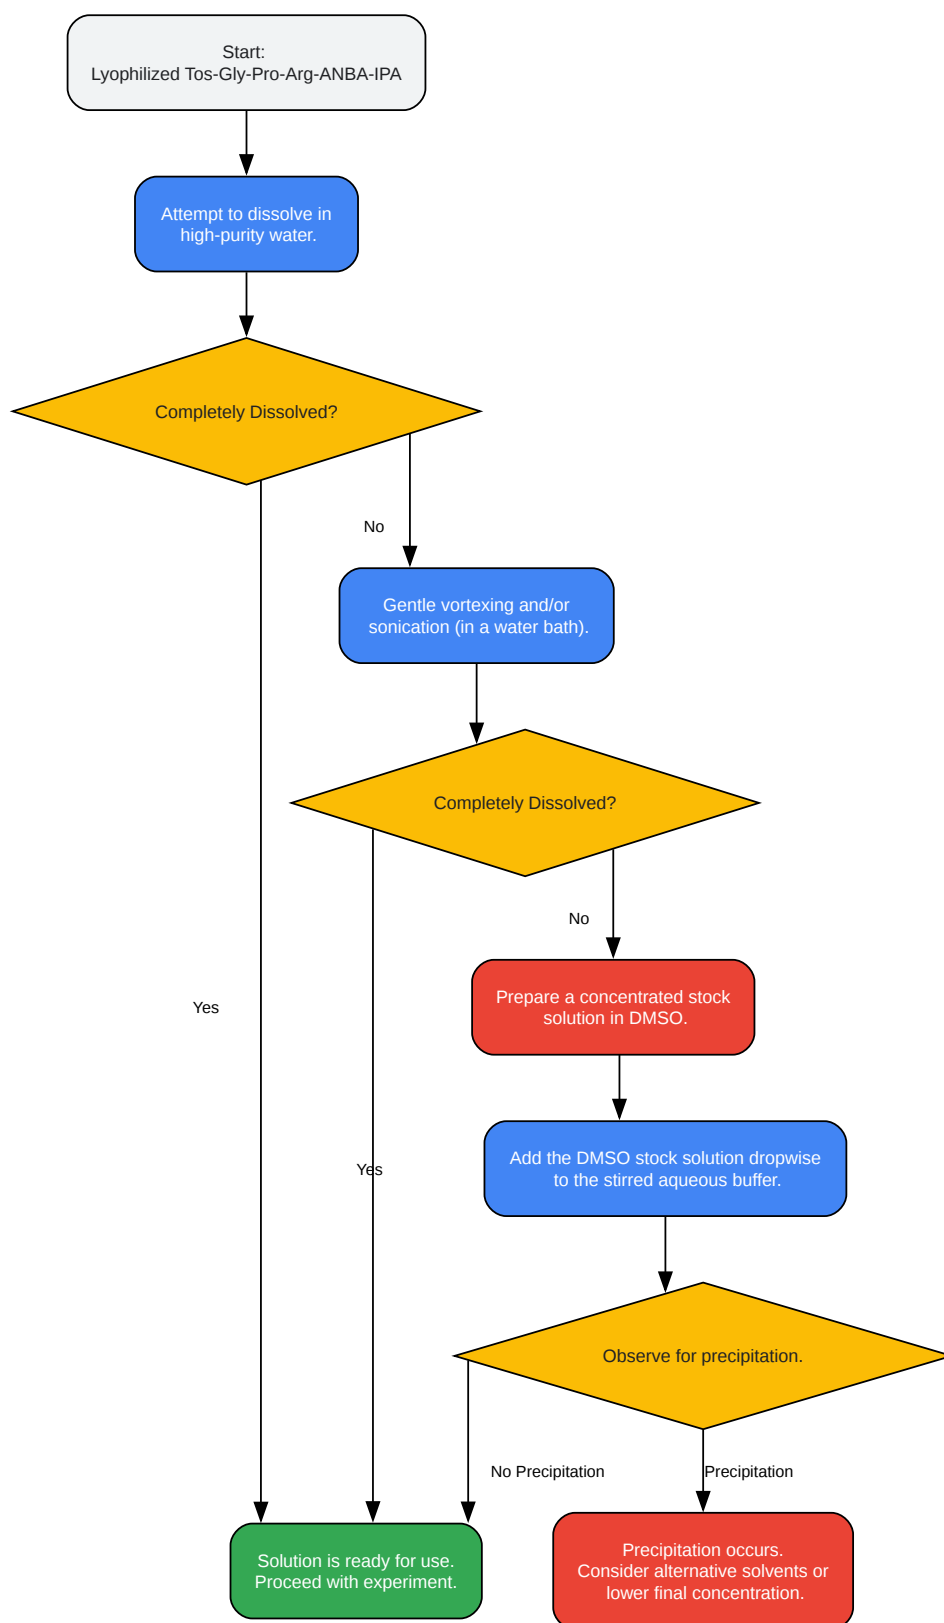 Start:
Lyophilized Tos-Gly-Pro-Arg-ANBA-IPA
Attempt to dissolve in
high-purity water.
Completely Dissolved?
No
Gentle vortexing and/or
sonication (in a water bath).
Completely Dissolved?
No
Prepare a concentrated stock
solution in DMSO.
Yes
Add the DMSO stock solution dropwise
to the stirred aqueous buffer.
Yes
Observe for precipitation.
No Precipitation
Precipitation
Solution is ready for use.
Proceed with experiment.
Precipitation occurs.
Consider alternative solvents or
lower final concentration.